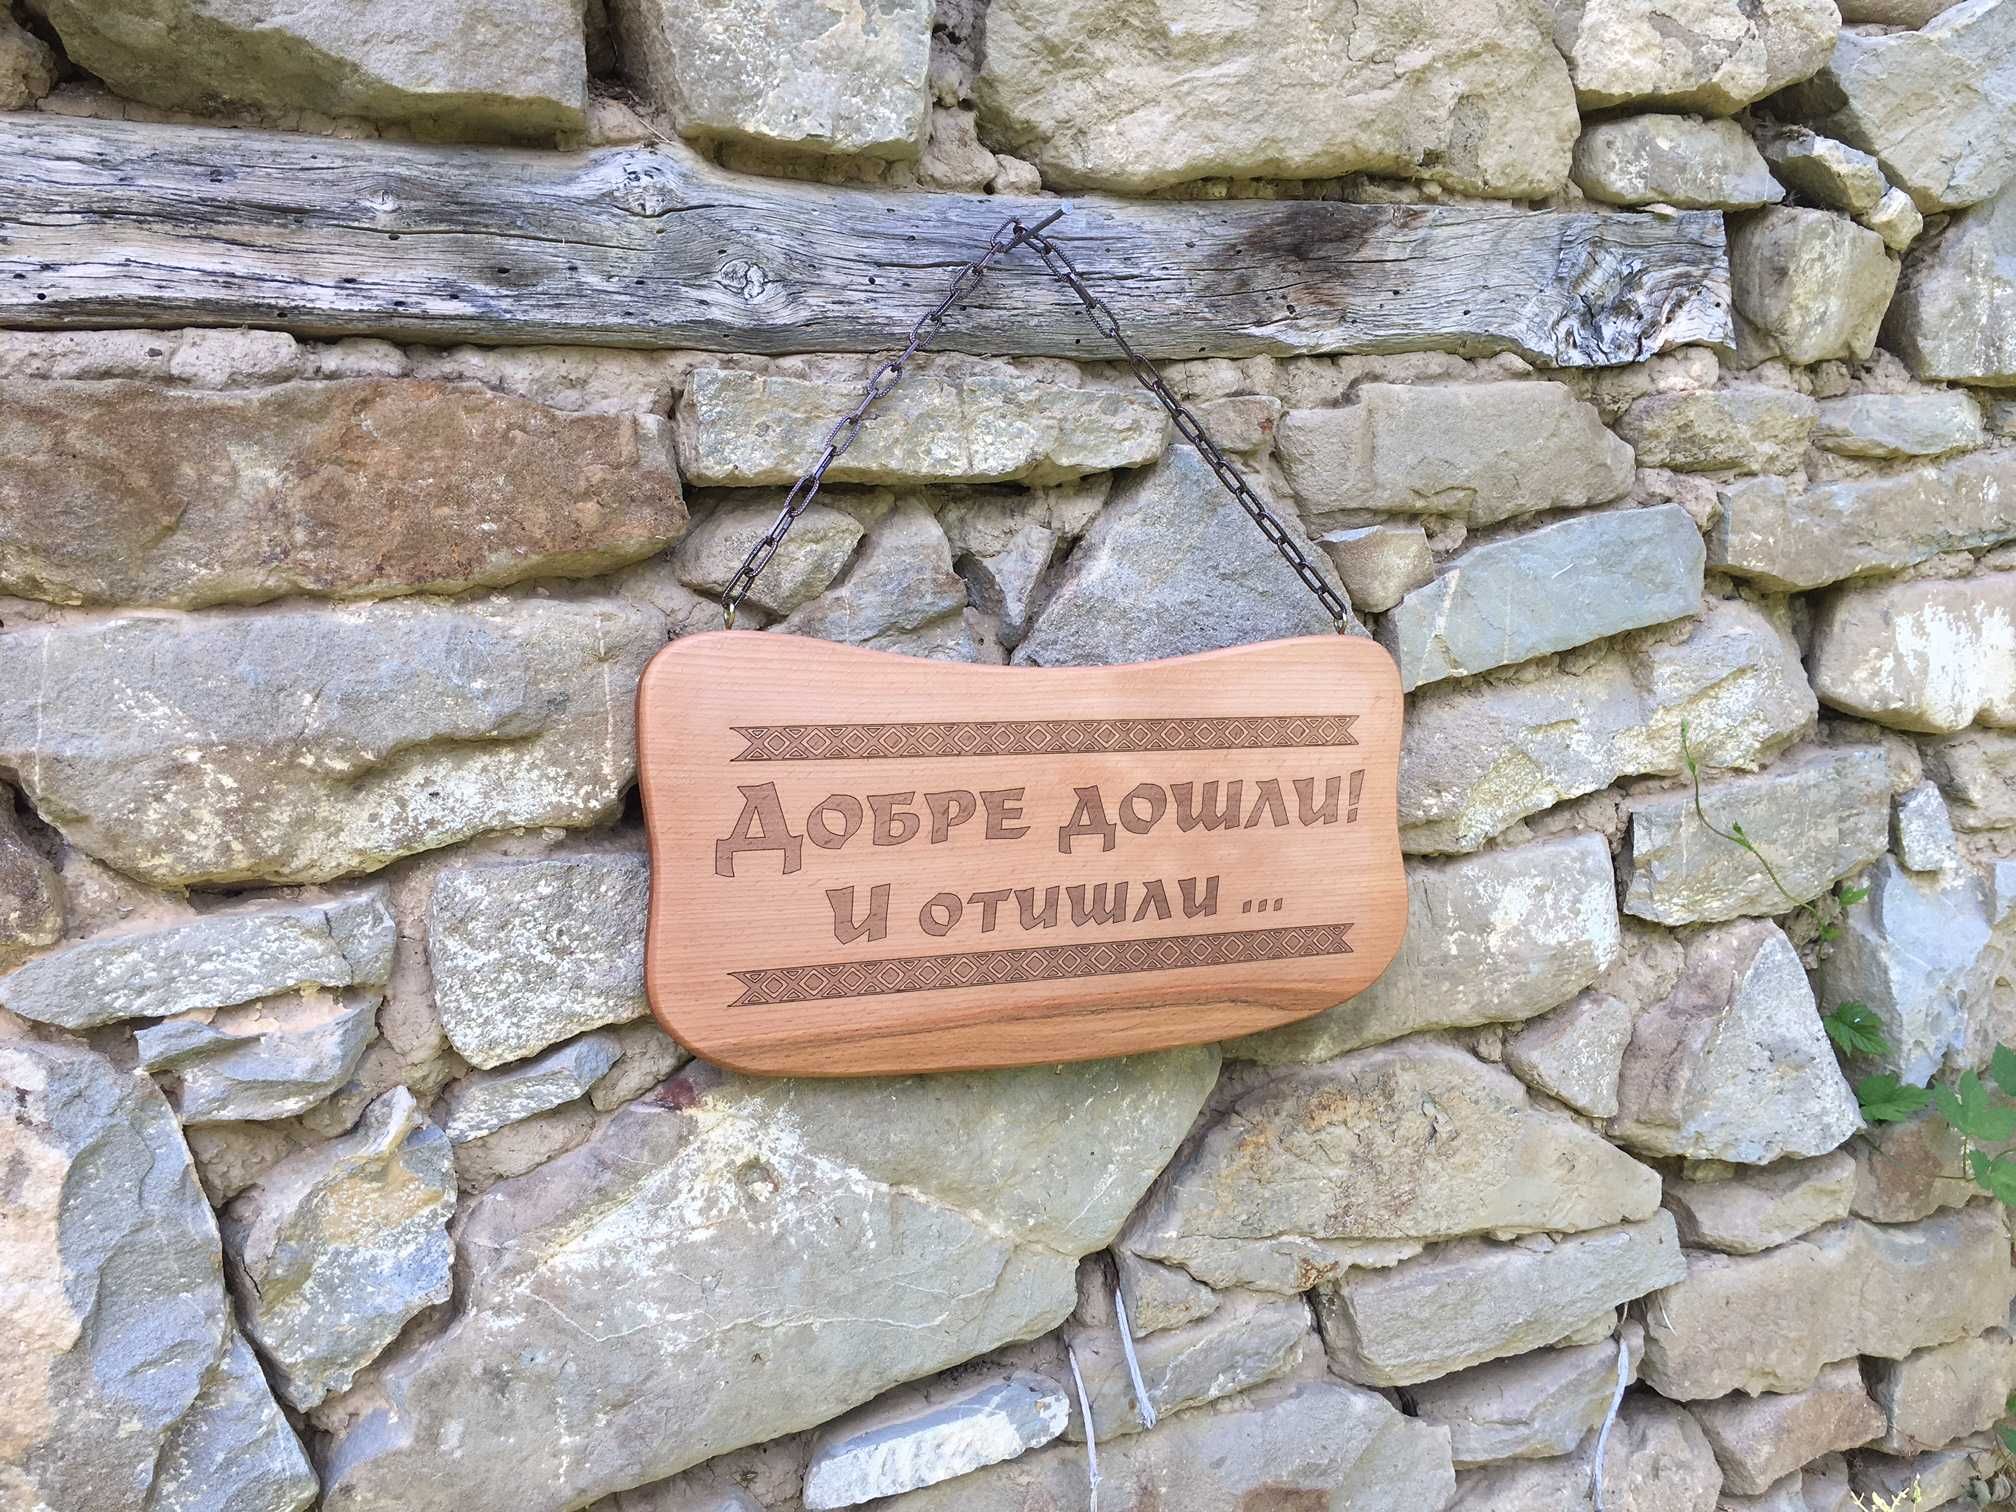 Добре дошли!
И отишли ...